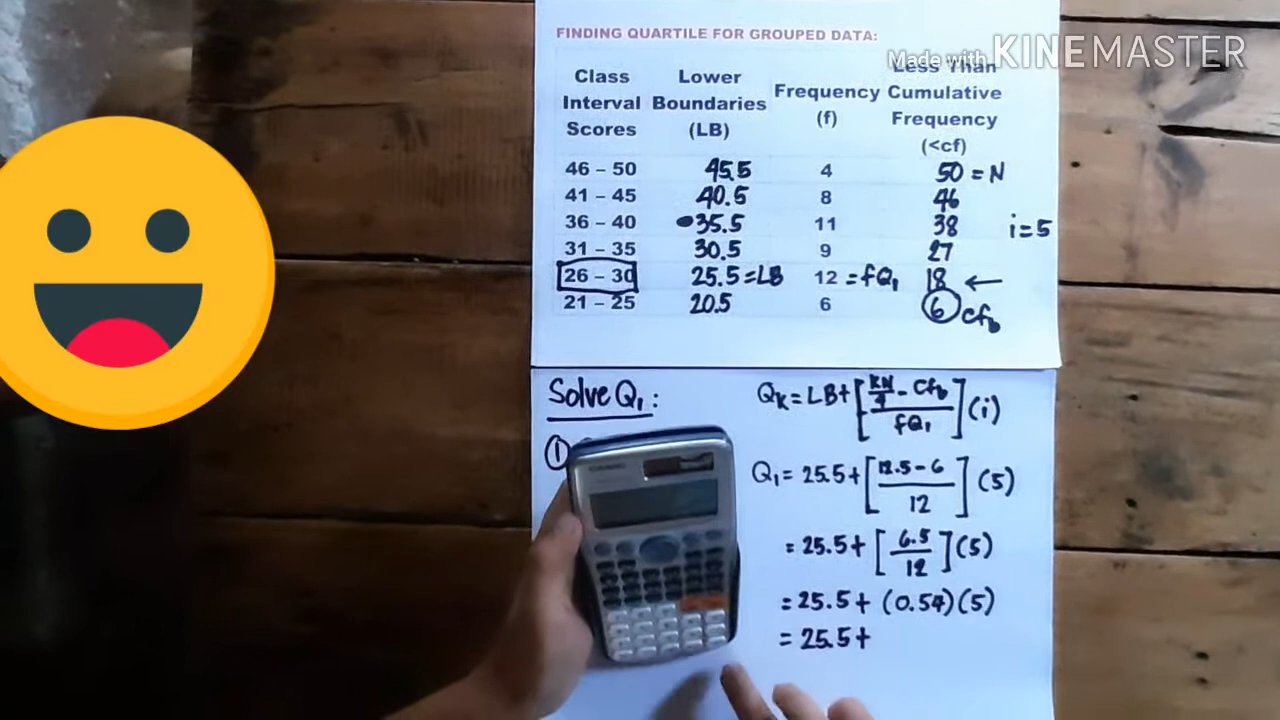 FINDING QUARTILE FOR GROUPED DATA:
Made with KINEMASTER
Class Interval Scores Lower Boundaries (LB) Frequency (f) Less Than Cumulative Frequency (<cf)
46 – 50 45.5 4 50 = N
41 – 45 40.5 8 46
36 – 40 35.5 11 38 i=5
31 – 35 30.5 9 27
26 – 30 25.5=LB 12 =fQ₁ 18 ←
21 – 25 20.5 6 6 cfb
Solve Q₁:
Qk = LB+ [kN/4 - Cfb / fQ₁] (i)
①
Q₁ = 25.5+ [12.5 - 6 / 12] (5)
= 25.5+ [6.5 / 12] (5)
= 25.5+ (0.54)(5)
= 25.5+